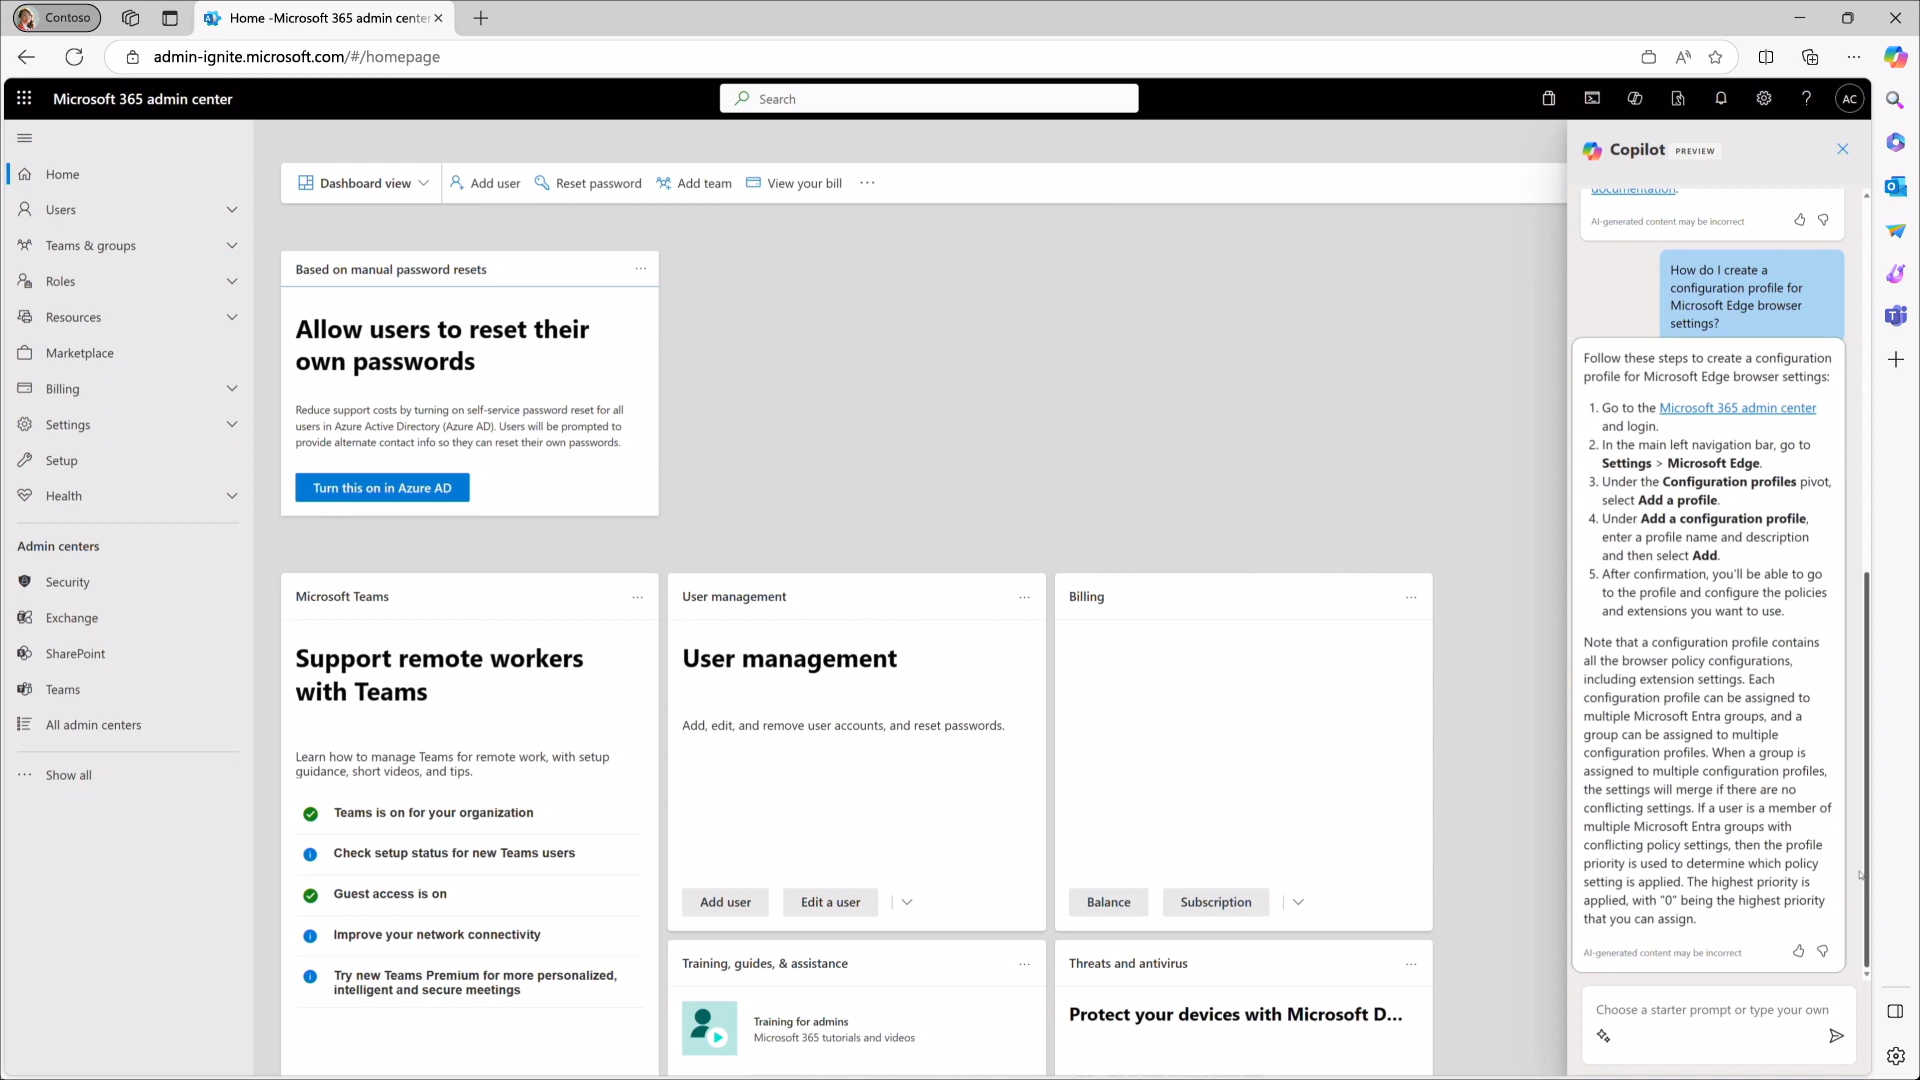 Contoso
Home -Microsoft 365 admin center
admin-ignite.microsoft.com/#/homepage
Microsoft 365 admin center
Search
AC
Home
Users
Teams & groups
Roles
Resources
Marketplace
Billing
Settings
Setup
Health
Admin centers
Security
Exchange
SharePoint
Teams
All admin centers
Show all
Dashboard view
Add user
Reset password
Add team
View your bill
Based on manual password resets
Allow users to reset their
own passwords
Reduce support costs by turning on self-service password reset for all
users in Azure Active Directory (Azure AD). Users will be prompted to
provide alternate contact info so they can reset their own passwords.
Turn this on in Azure AD
Microsoft Teams
Support remote workers
with Teams
Learn how to manage Teams for remote work, with setup
guidance, short videos, and tips.
Teams is on for your organization
Check setup status for new Teams users
Guest access is on
Improve your network connectivity
Try new Teams Premium for more personalized,
intelligent and secure meetings
User management
User management
Add, edit, and remove user accounts, and reset passwords.
Add user
Edit a user
Billing
Balance
Subscription
Training, guides, & assistance
Training for admins
Microsoft 365 tutorials and videos
Threats and antivirus
Protect your devices with Microsoft D...
Copilot PREVIEW
documentation.
AI-generated content may be incorrect
How do I create a
configuration profile for
Microsoft Edge browser
settings?
Follow these steps to create a configuration
profile for Microsoft Edge browser settings:
1. Go to the Microsoft 365 admin center
and login.
2. In the main left navigation bar, go to
Settings > Microsoft Edge.
3. Under the Configuration profiles pivot,
select Add a profile.
4. Under Add a configuration profile,
enter a profile name and description
and then select Add.
5. After confirmation, you'll be able to go
to the profile and configure the policies
and extensions you want to use.
Note that a configuration profile contains
all the browser policy configurations,
including extension settings. Each
configuration profile can be assigned to
multiple Microsoft Entra groups, and a
group can be assigned to multiple
configuration profiles. When a group is
assigned to multiple configuration profiles,
the settings will merge if there are no
conflicting settings. If a user is a member of
multiple Microsoft Entra groups with
conflicting policy settings, then the profile
priority is used to determine which policy
setting is applied. The highest priority is
applied, with "0" being the highest priority
that you can assign.
AI-generated content may be incorrect
Choose a starter prompt or type your own